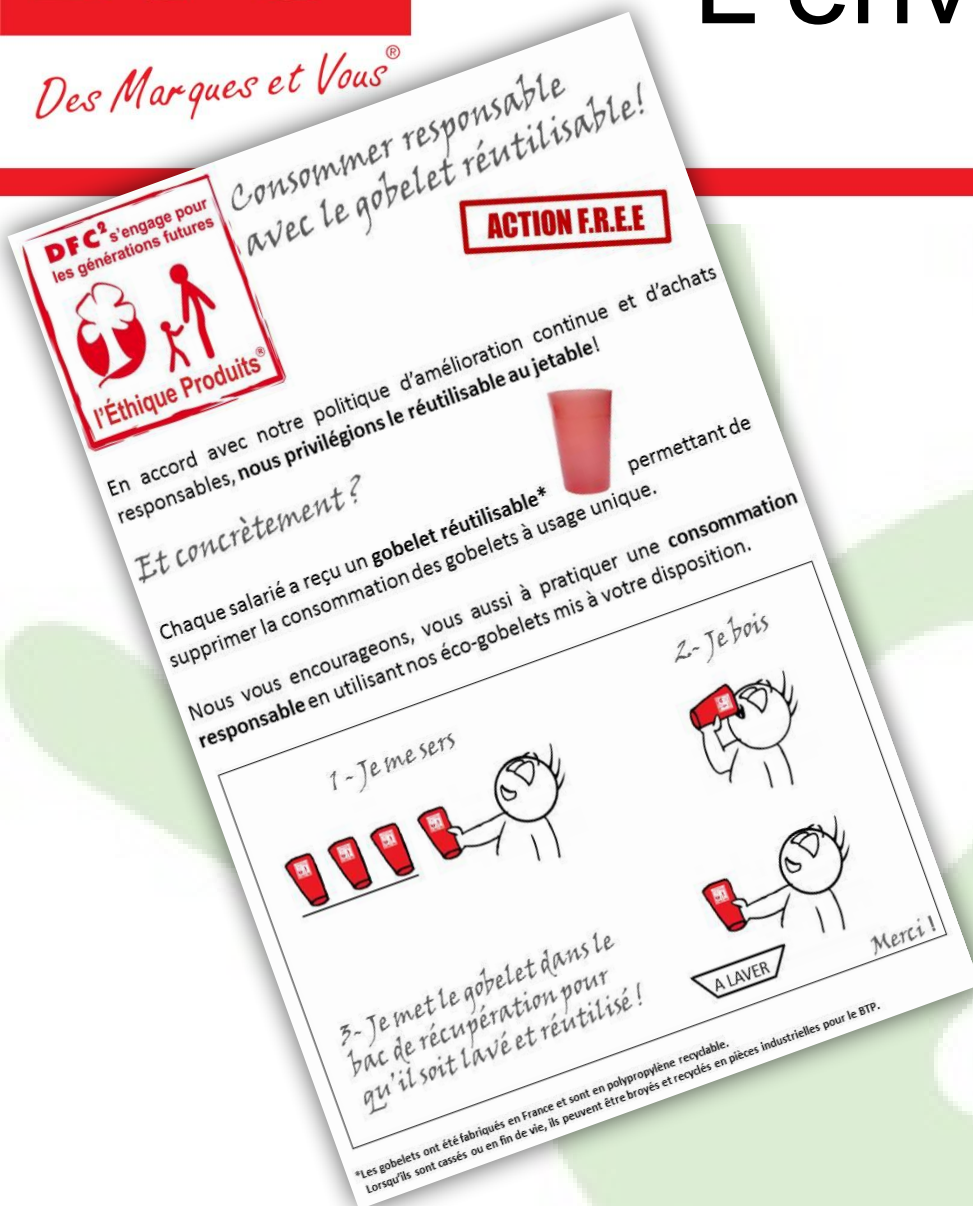 Des Marques et Vous®
Consommer responsable
avec le gobelet réutilisable!
ACTION F.R.E.E
DFC² s'engage pour
les générations futures
l'Éthique Produits®
En accord avec notre politique d'amélioration continue et d'achats
responsables, nous privilégions le réutilisable au jetable!
Et concrètement ?
Chaque salarié a reçu un gobelet réutilisable* permettant de
supprimer la consommation des gobelets à usage unique.
Nous vous encourageons, vous aussi à pratiquer une consommation
responsable en utilisant nos éco-gobelets mis à votre disposition.
1 - Je me sers
2- Je bois
3- Je met le gobelet dans le
bac de récupération pour
qu'il soit lavé et réutilisé !
A LAVER
Merci !
*Les gobelets ont été fabriqués en France et sont en polypropylène recyclable.
Lorsqu'ils sont cassés ou en fin de vie, ils peuvent être broyés et recyclés en pièces industrielles pour le BTP.